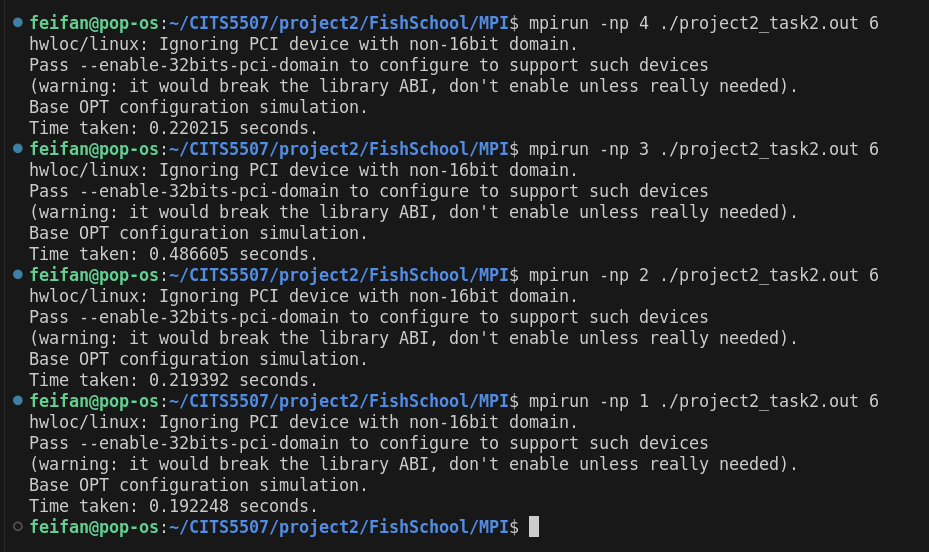 feifan@pop-os:~/CITS5507/project2/FishSchool/MPI$ mpirun -np 4 ./project2_task2.out 6
hwloc/linux: Ignoring PCI device with non-16bit domain.
Pass --enable-32bits-pci-domain to configure to support such devices
(warning: it would break the library ABI, don't enable unless really needed).
Base OPT configuration simulation.
Time taken: 0.220215 seconds.
feifan@pop-os:~/CITS5507/project2/FishSchool/MPI$ mpirun -np 3 ./project2_task2.out 6
hwloc/linux: Ignoring PCI device with non-16bit domain.
Pass --enable-32bits-pci-domain to configure to support such devices
(warning: it would break the library ABI, don't enable unless really needed).
Base OPT configuration simulation.
Time taken: 0.486605 seconds.
feifan@pop-os:~/CITS5507/project2/FishSchool/MPI$ mpirun -np 2 ./project2_task2.out 6
hwloc/linux: Ignoring PCI device with non-16bit domain.
Pass --enable-32bits-pci-domain to configure to support such devices
(warning: it would break the library ABI, don't enable unless really needed).
Base OPT configuration simulation.
Time taken: 0.219392 seconds.
feifan@pop-os:~/CITS5507/project2/FishSchool/MPI$ mpirun -np 1 ./project2_task2.out 6
hwloc/linux: Ignoring PCI device with non-16bit domain.
Pass --enable-32bits-pci-domain to configure to support such devices
(warning: it would break the library ABI, don't enable unless really needed).
Base OPT configuration simulation.
Time taken: 0.192248 seconds.
feifan@pop-os:~/CITS5507/project2/FishSchool/MPI$